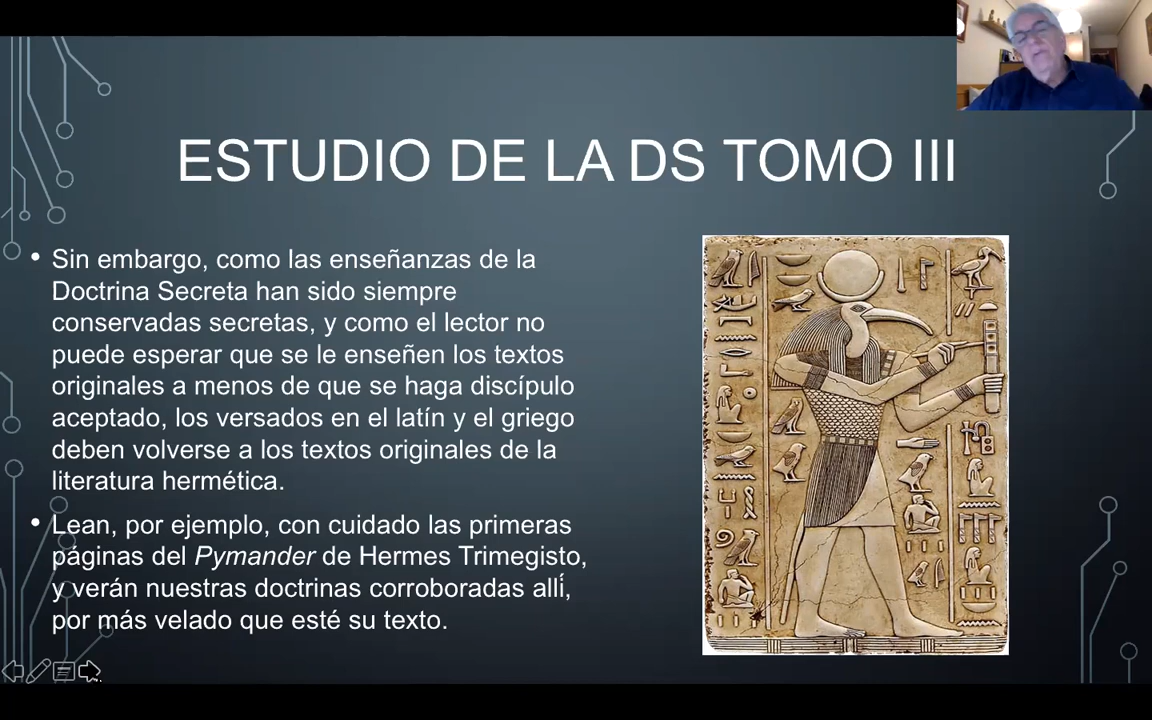 ESTUDIO DE LA DS TOMO III
• Sin embargo, como las enseñanzas de la
Doctrina Secreta han sido siempre
conservadas secretas, y como el lector no
puede esperar que se le enseñen los textos
originales a menos de que se haga discípulo
aceptado, los versados en el latín y el griego
deben volverse a los textos originales de la
literatura hermética.
• Lean, por ejemplo, con cuidado las primeras
páginas del Pymander de Hermes Trimegisto,
y verán nuestras doctrinas corroboradas allí,
por más velado que esté su texto.